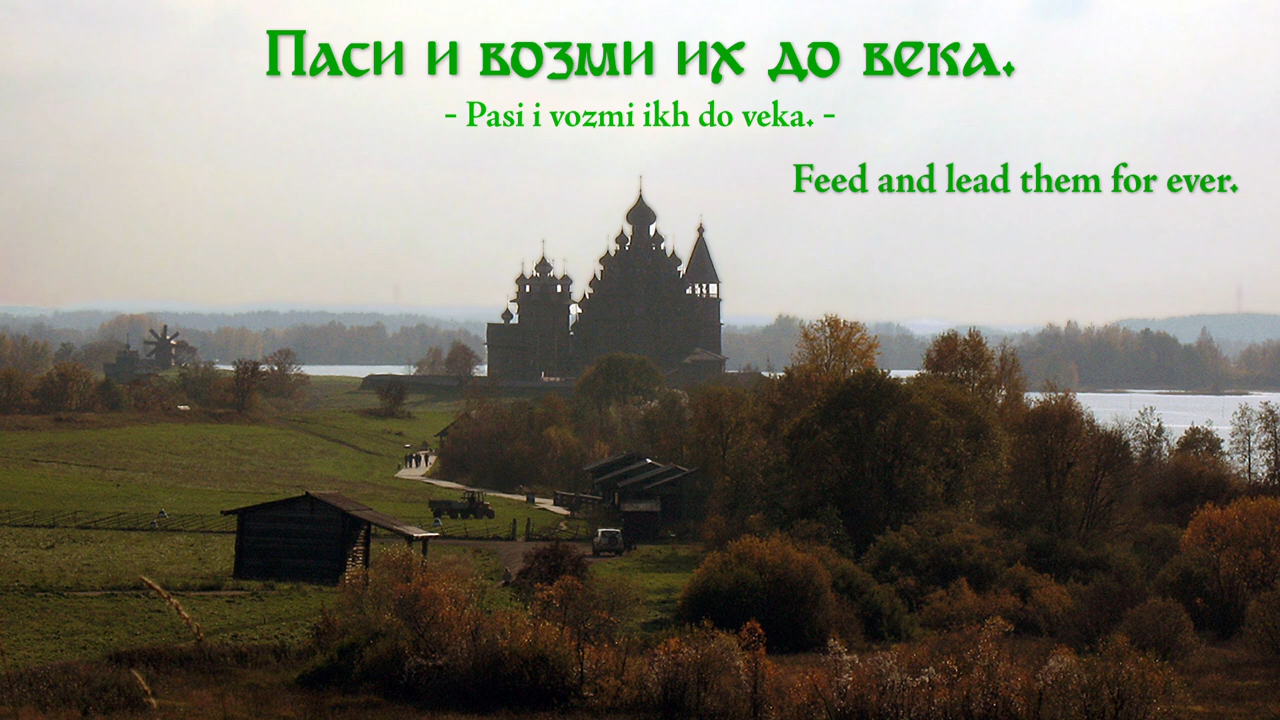 Паси и возми их до века.
- Pasi i vozmi ikh do veka. -
Feed and lead them for ever.